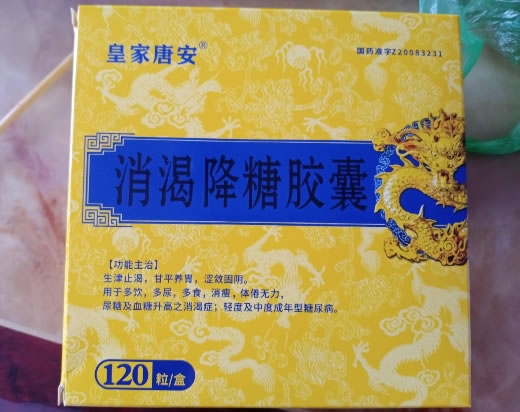 皇家唐安®
国药准字Z20083231
消渴降糖胶囊
【功能主治】
生津止渴，甘平养胃，涩敛固阴。
用于多饮，多尿，多食，消瘦，体倦无力，
尿糖及血糖升高之消渴症；轻度及中度成年型糖尿病。
120粒/盒